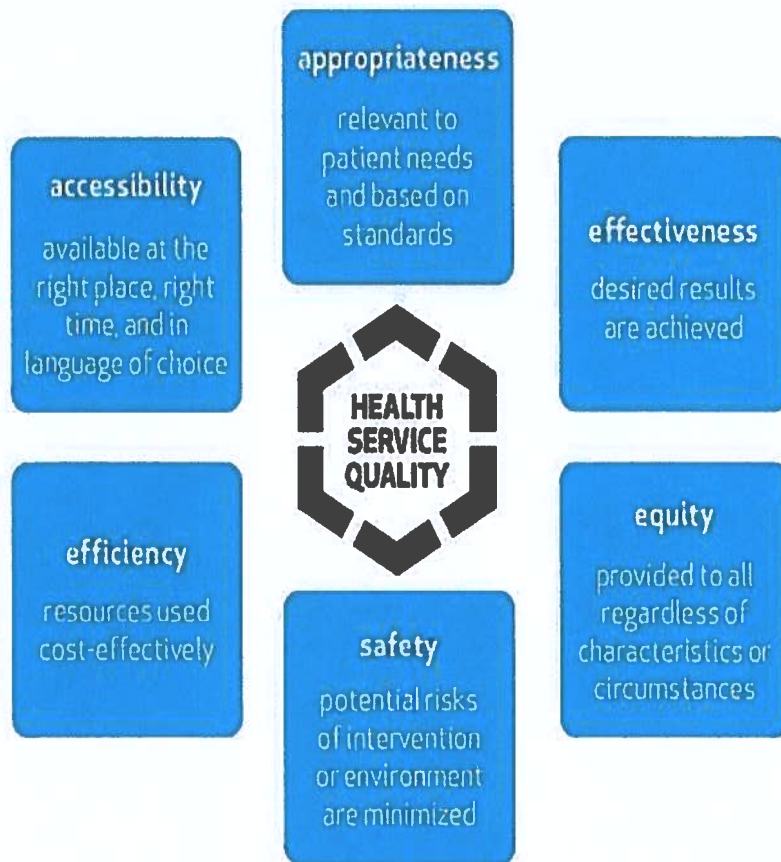 appropriateness
relevant to
patient needs
and based on
standards
accessibility
available at the
right place, right
time, and in
language of choice
effectiveness
desired results
are achieved
HEALTH
SERVICE
QUALITY
efficiency
resources used
cost-effectively
equity
provided to all
regardless of
characteristics or
circumstances
safety
potential risks
of intervention
or environment
are minimized